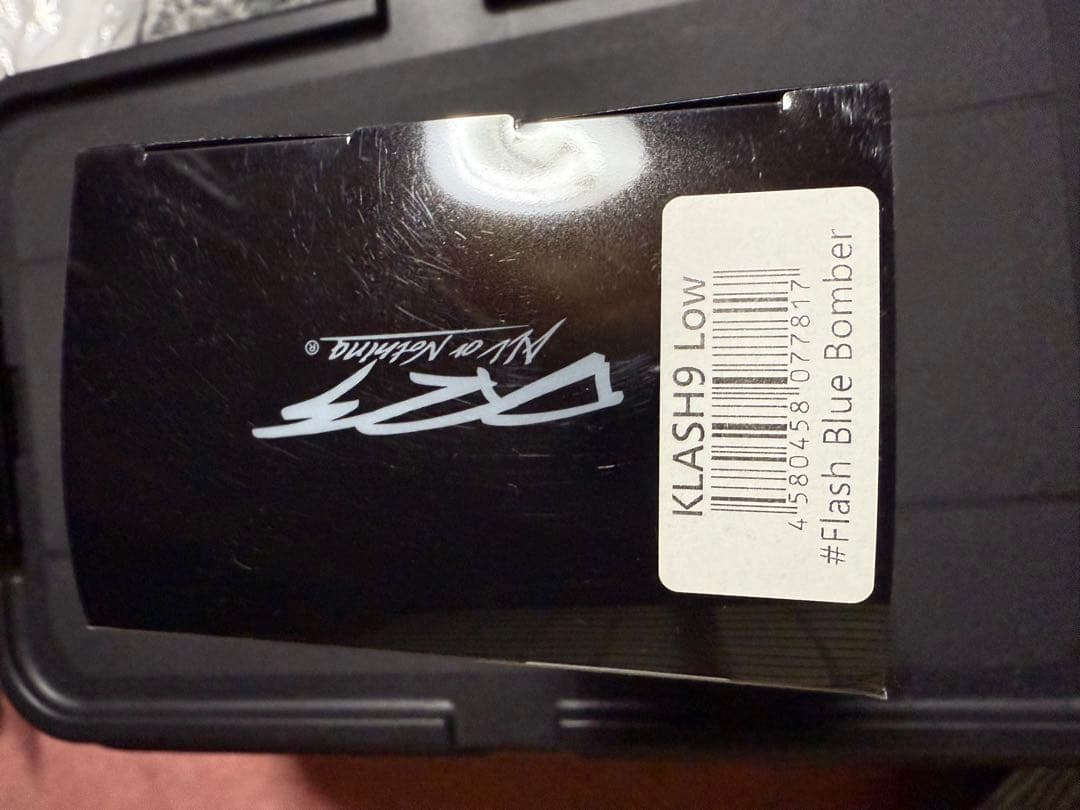 DRT
All or Nothing®
KLASH9 Low
4 580458 077817
#Flash Blue Bomber